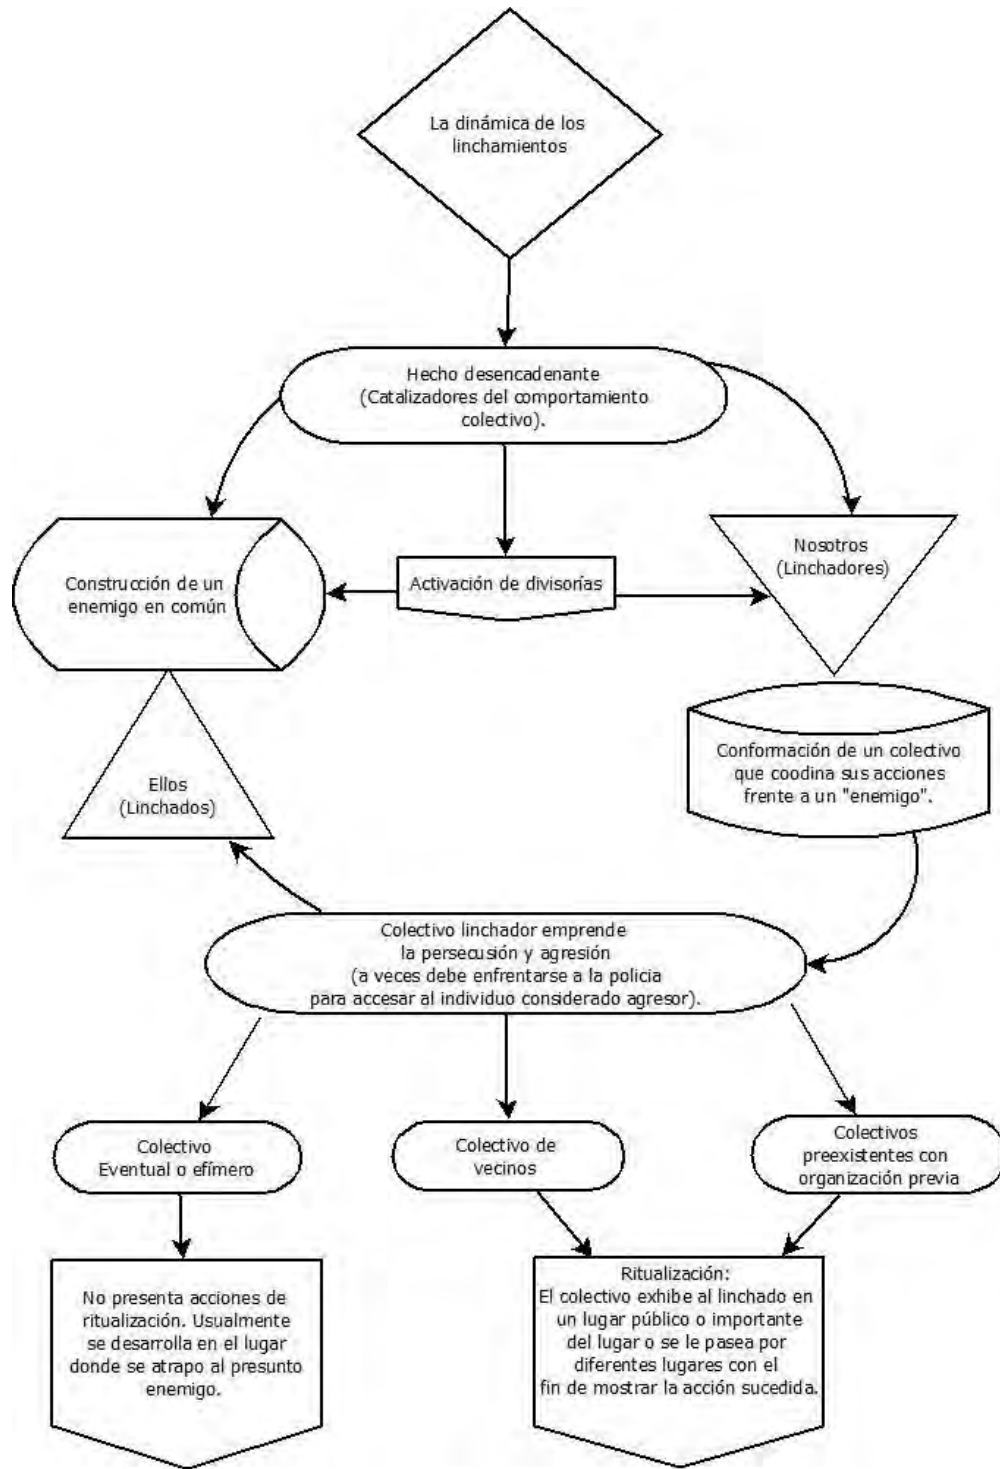 La dinámica de los
linchamientos
Hecho desencadenante
(Catalizadores del comportamiento
colectivo).
Construcción de un
enemigo en común
Activación de divisorías
Nosotros
(Linchadores)
Ellos
(Linchados)
Conformación de un colectivo
que coodina sus acciones
frente a un "enemigo".
Colectivo linchador emprende
la persecusión y agresión
(a veces debe enfrentarse a la policia
para accesar al individuo considerado agresor).
Colectivo
Eventual o efímero
Colectivo de
vecinos
Colectivos
preexistentes con
organización previa
No presenta acciones de
ritualización. Usualmente
se desarrolla en el lugar
donde se atrapo al presunto
enemigo.
Ritualización:
El colectivo exhibe al linchado en
un lugar público o importante
del lugar o se le pasea por
diferentes lugares con el
fin de mostrar la acción sucedida.